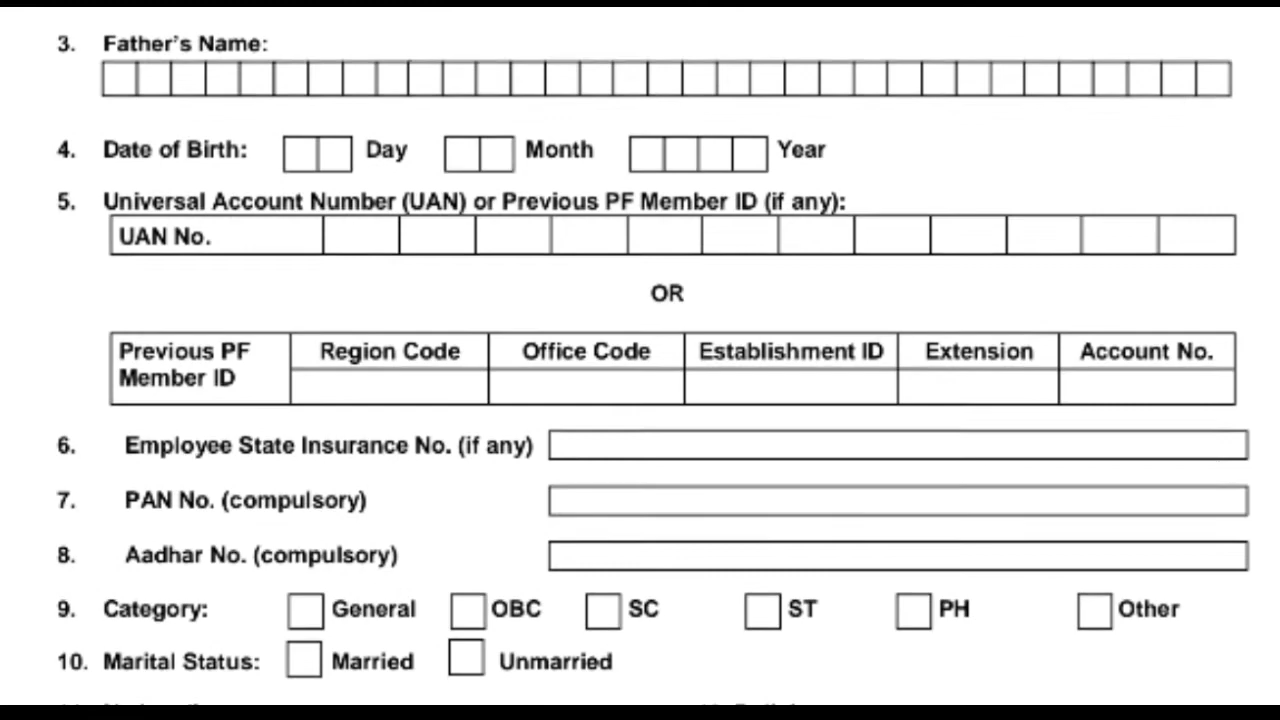 3. Father's Name:
4. Date of Birth: Day Month Year
5. Universal Account Number (UAN) or Previous PF Member ID (if any):
UAN No.
OR
Previous PF Member ID Region Code Office Code Establishment ID Extension Account No.
6. Employee State Insurance No. (if any)
7. PAN No. (compulsory)
8. Aadhar No. (compulsory)
9. Category: General OBC SC ST PH Other
10. Marital Status: Married Unmarried